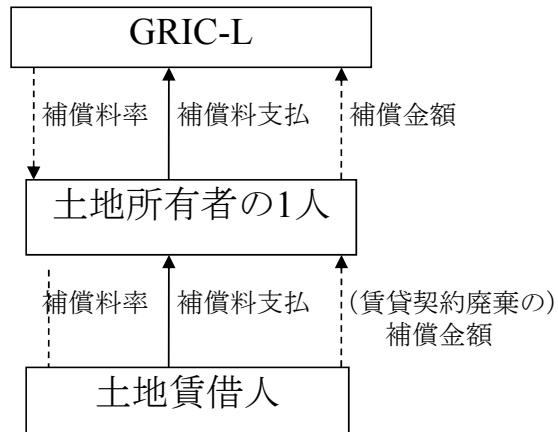 GRIC-L
補償料率 補償料支払 補償金額
土地所有者の1人
補償料率 補償料支払 (賃貸契約廃棄の)
補償金額
土地賃借人